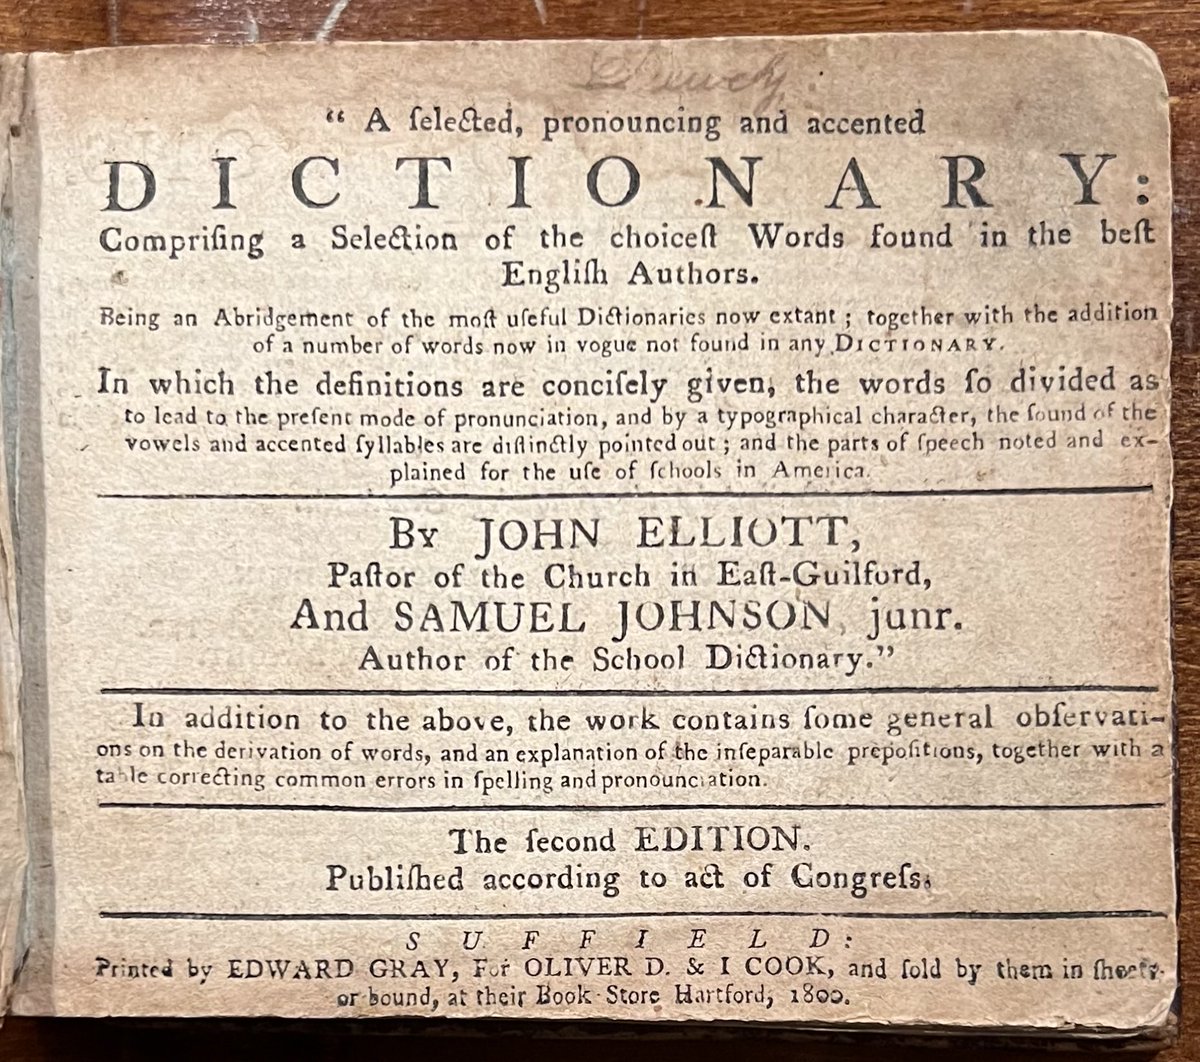 “ A ſelected, pronouncing and accented
DICTIONARY:
Compriſing a Selection of the choiceſt Words found in the beſt
Engliſh Authors.
Being an Abridgement of the moſt uſeful Dictionaries now extant ; together with the addition
of a number of words now in vogue not found in any DICTIONARY.
In which the definitions are conciſely given, the words ſo divided as
to lead to the preſent mode of pronunciation, and by a typographical character, the ſound of the
vowels and accented ſyllables are diſtinctly pointed out ; and the parts of ſpeech noted and ex-
plained for the uſe of ſchools in America.
By JOHN ELLIOTT,
Paſtor of the Church in Eaſt-Guilford,
And SAMUEL JOHNSON, junr.
Author of the School Dictionary.”
In addition to the above, the work contains ſome general obſervati-
ons on the derivation of words, and an explanation of the inſeparable prepoſitions, together with a
table correcting common errors in ſpelling and pronounciation.
The ſecond EDITION.
Publiſhed according to act of Congreſs.
SUFFIELD:
Printed by EDWARD GRAY, For OLIVER D. & I COOK, and ſold by them in ſheets
or bound, at their Book-Store Hartford, 1800.